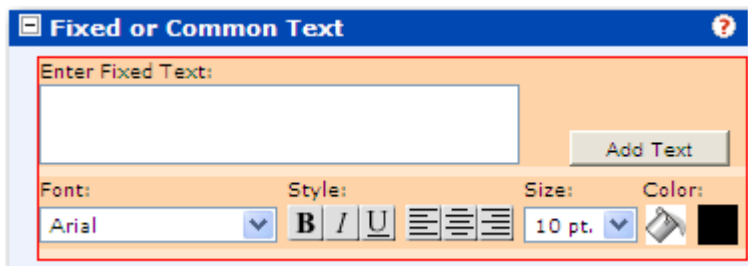 Fixed or Common Text ?
Enter Fixed Text:
Add Text
Font: Style: Size: Color:
Arial B I U 10 pt.